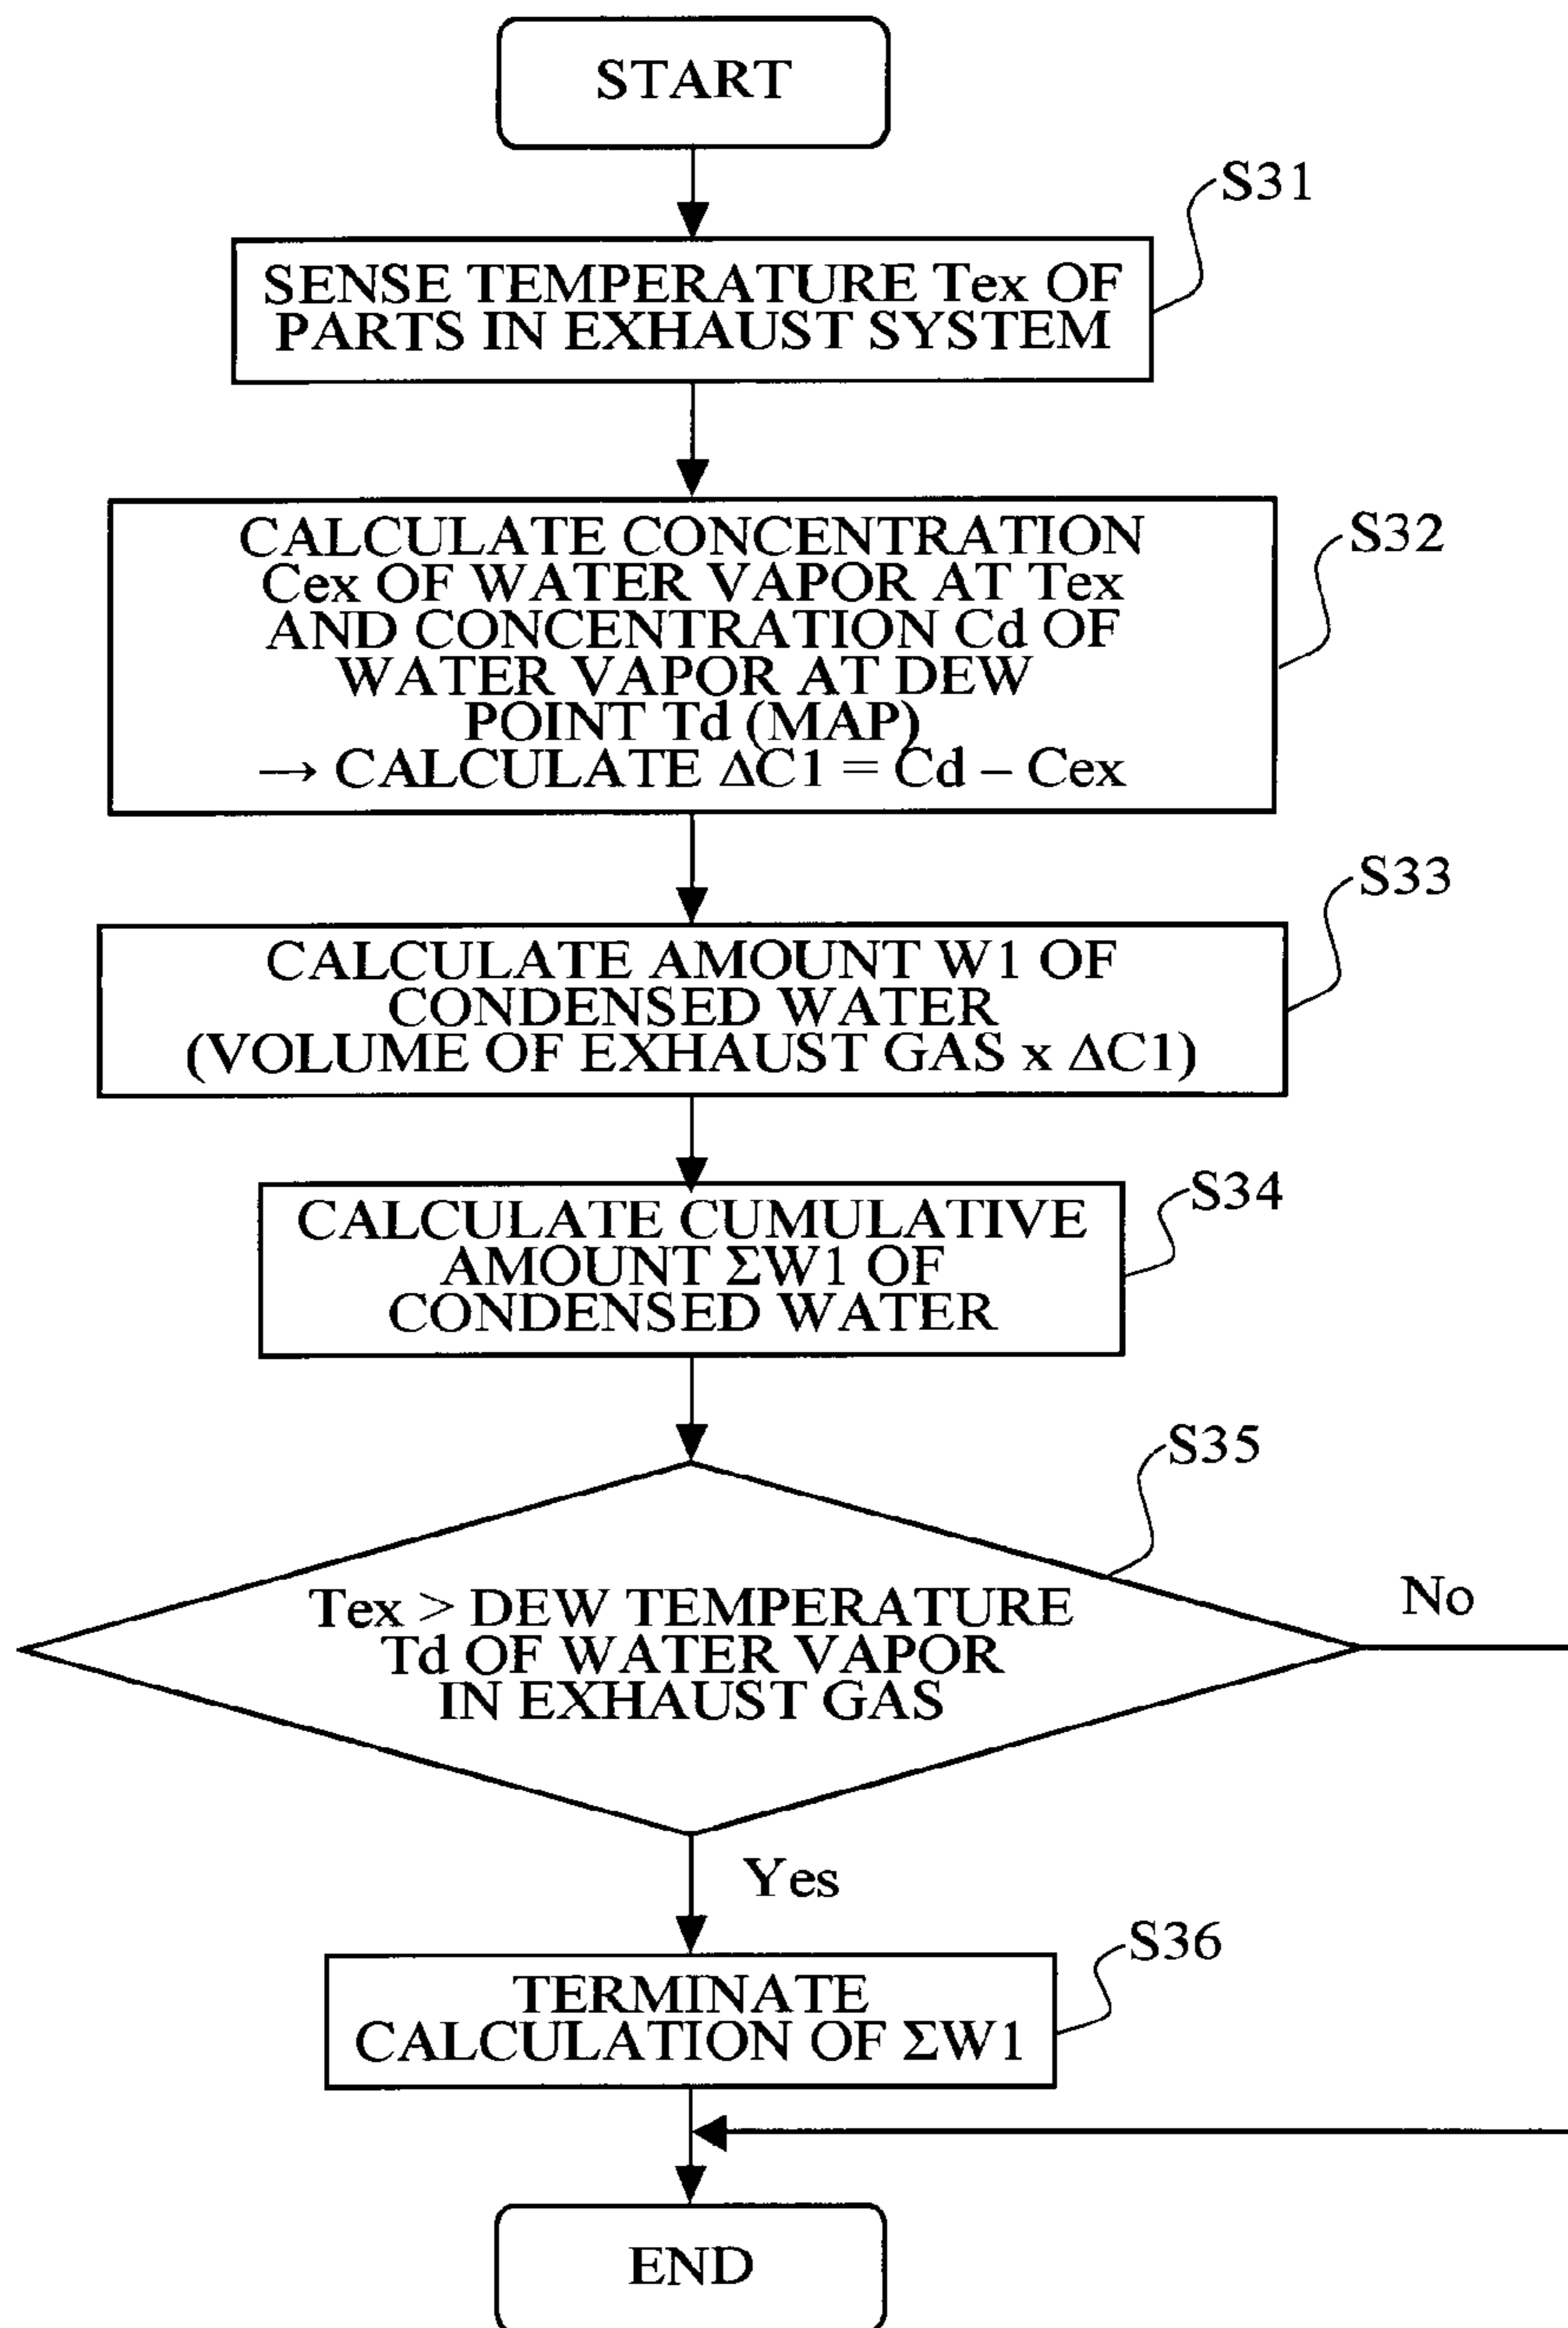 START
S31
SENSE TEMPERATURE Tex OF
PARTS IN EXHAUST SYSTEM
S32
CALCULATE CONCENTRATION
Cex OF WATER VAPOR AT Tex
AND CONCENTRATION Cd OF
WATER VAPOR AT DEW
POINT Td (MAP)
→ CALCULATE ΔC1 = Cd – Cex
S33
CALCULATE AMOUNT W1 OF
CONDENSED WATER
(VOLUME OF EXHAUST GAS x ΔC1)
S34
CALCULATE CUMULATIVE
AMOUNT ΣW1 OF
CONDENSED WATER
S35
Tex > DEW TEMPERATURE
Td OF WATER VAPOR
IN EXHAUST GAS
No
Yes
S36
TERMINATE
CALCULATION OF ΣW1
END